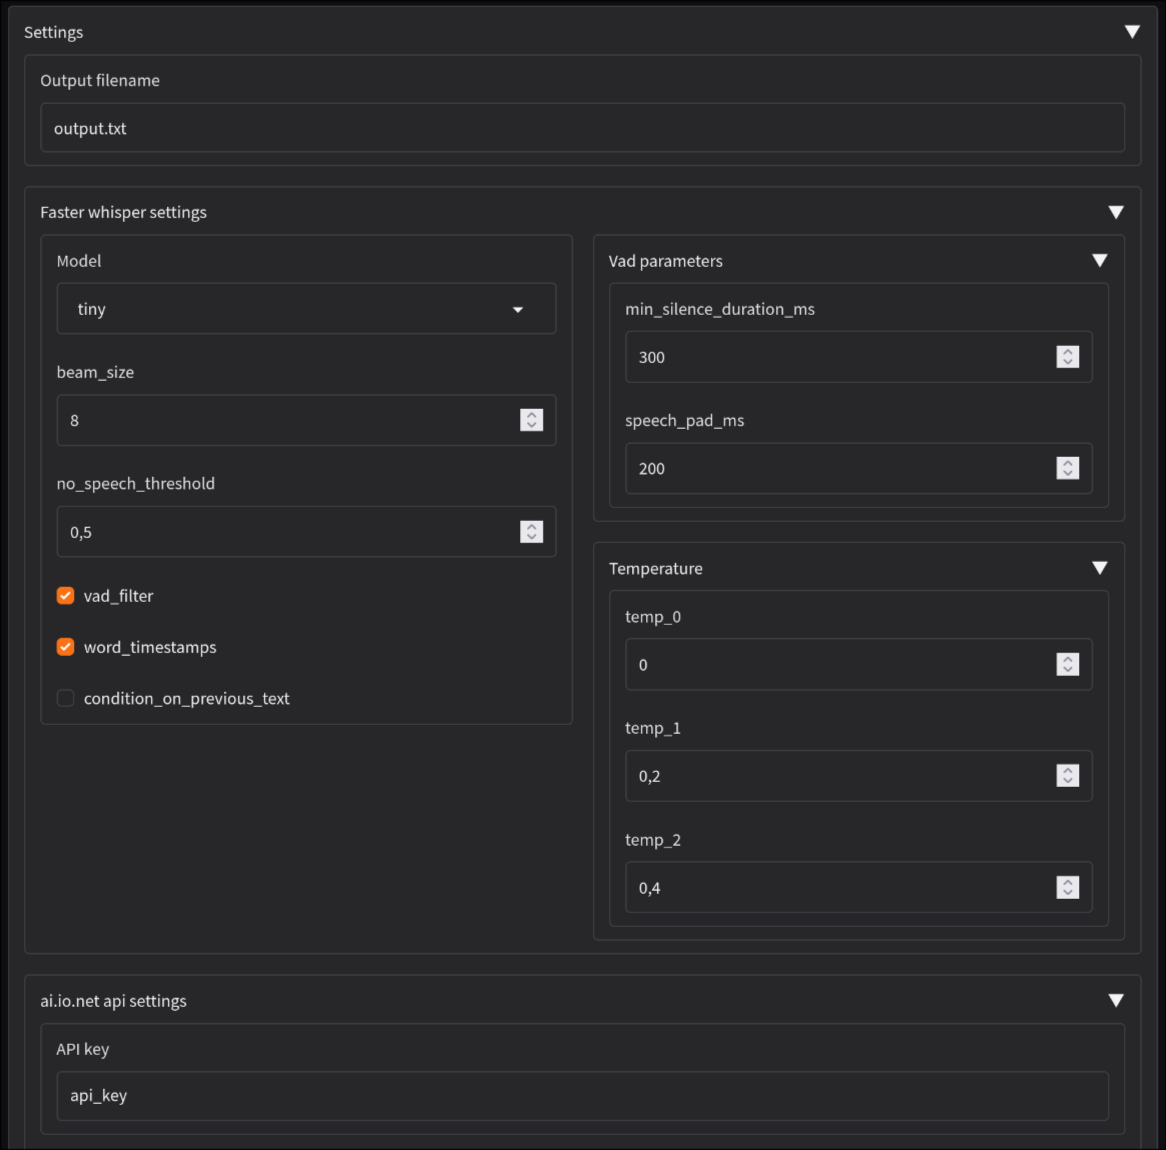 Settings
Output filename
output.txt
Faster whisper settings
Model
tiny
beam_size
8
no_speech_threshold
0,5
vad_filter
word_timestamps
condition_on_previous_text
Vad parameters
min_silence_duration_ms
300
speech_pad_ms
200
Temperature
temp_0
0
temp_1
0,2
temp_2
0,4
ai.io.net api settings
API key
api_key